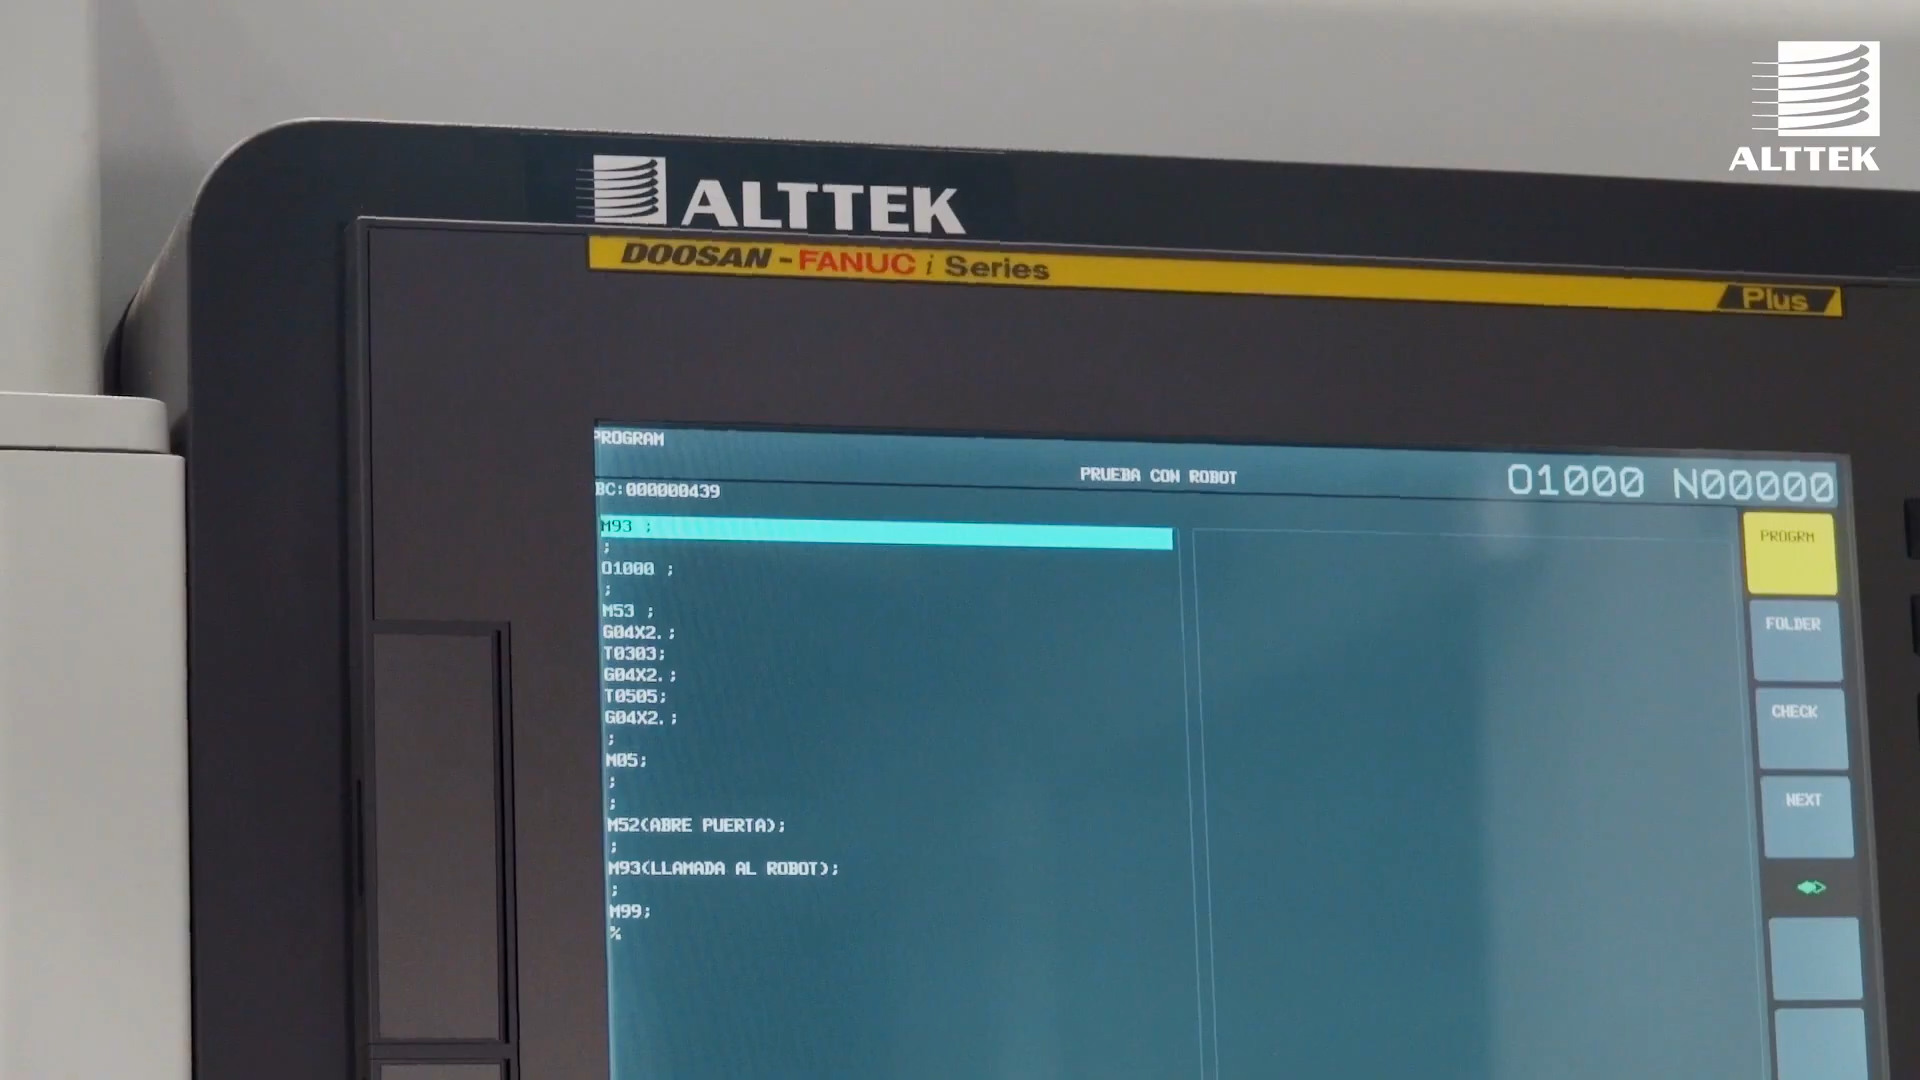 ALTTEK
ALTTEK
DOOSAN - FANUC i Series
Plus
PROGRAM
PRUEBA CON ROBOT
O1000 N00000
BC:000000439
M93 ;
;
O1000 ;
;
M53 ;
G04X2.;
T0303;
G04X2.;
T0505;
G04X2.;
;
M05;
;
;
M52(ABRE PUERTA);
;
M93(LLAMADA AL ROBOT);
;
M99;
%
PROGRM
FOLDER
CHECK
NEXT